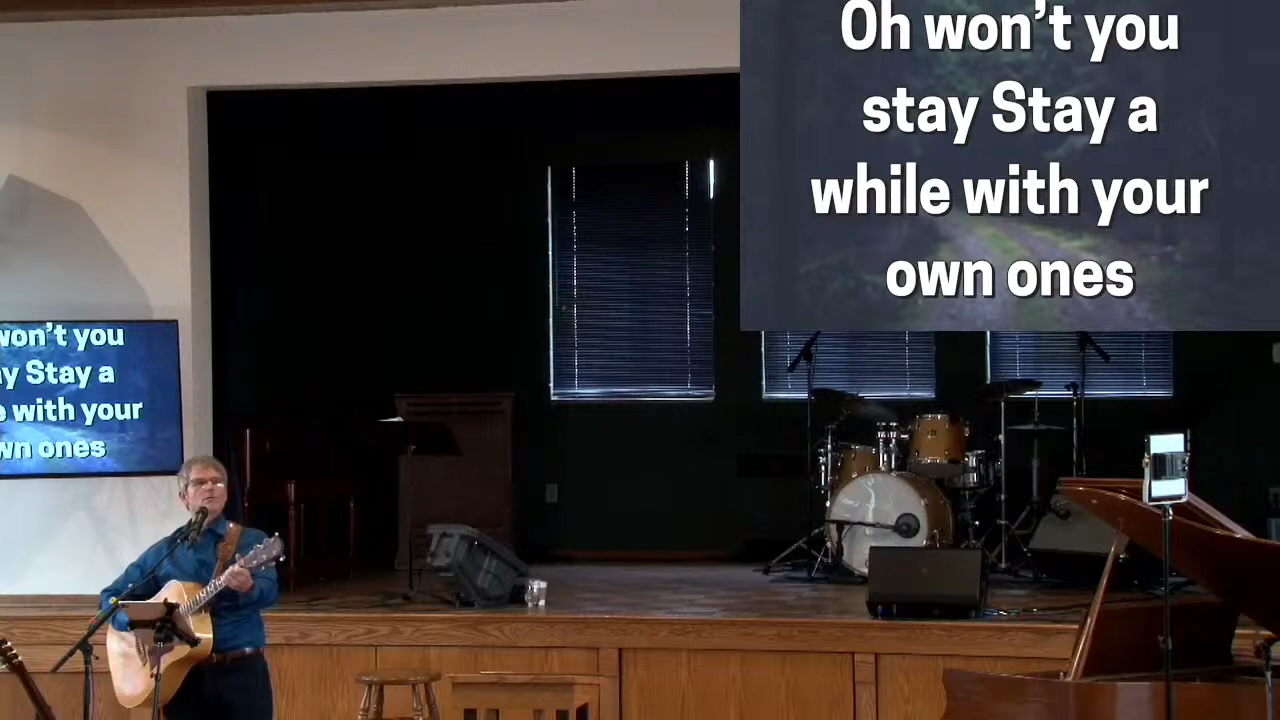 Oh won't you
stay Stay a
while with your
own ones
won't you
y Stay a
e with your
wn ones